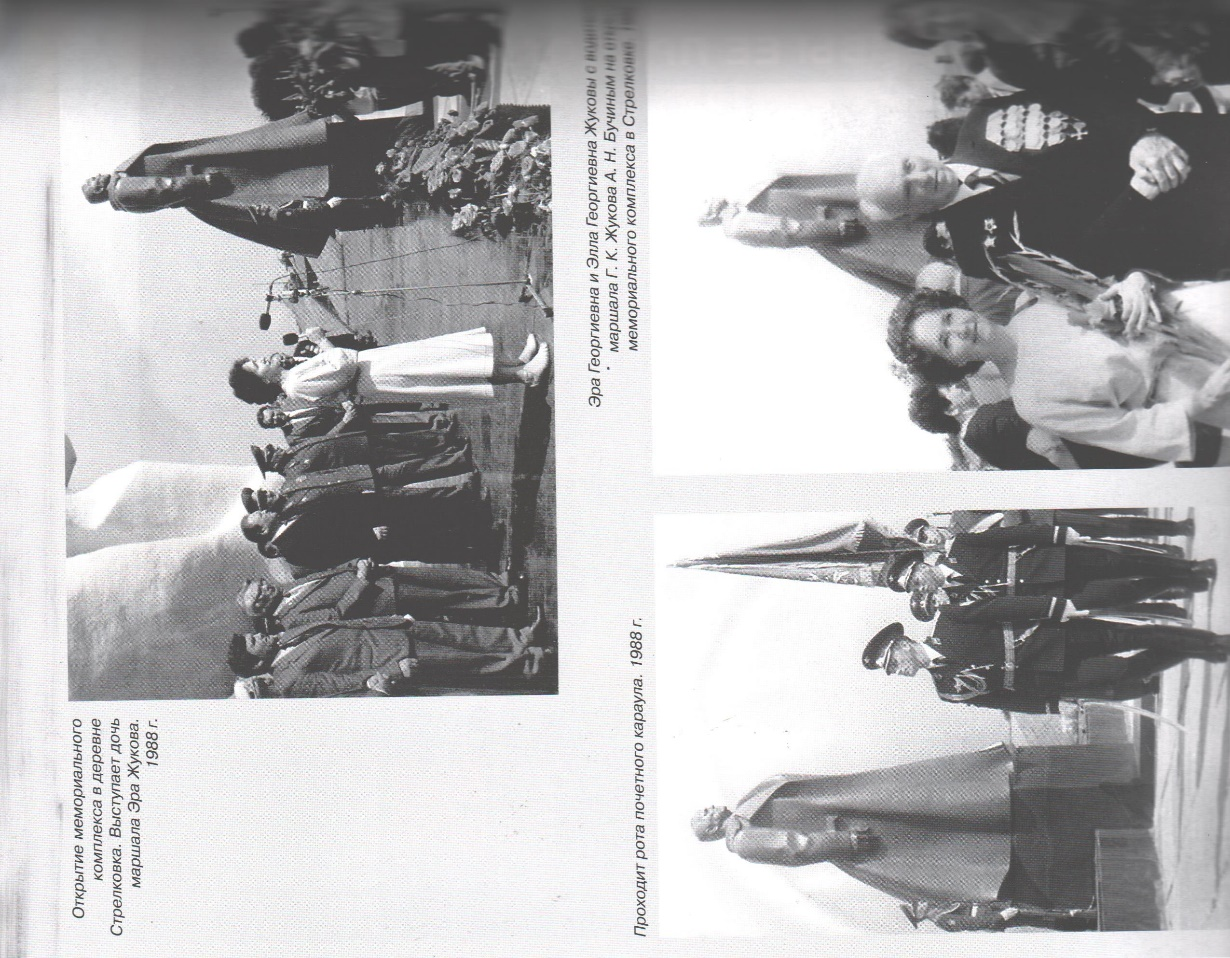 Открытие мемориального
комплекса в деревне
Стрелковка. Выступает дочь
маршала Эра Жукова.
1988 г.
Эра Георгиевна и Элла Георгиевна Жуковы с
маршала Г. К. Жукова А. Н. Бучиным на
мемориального комплекса в Стрелковке.
Проходит рота почетного караула. 1988 г.